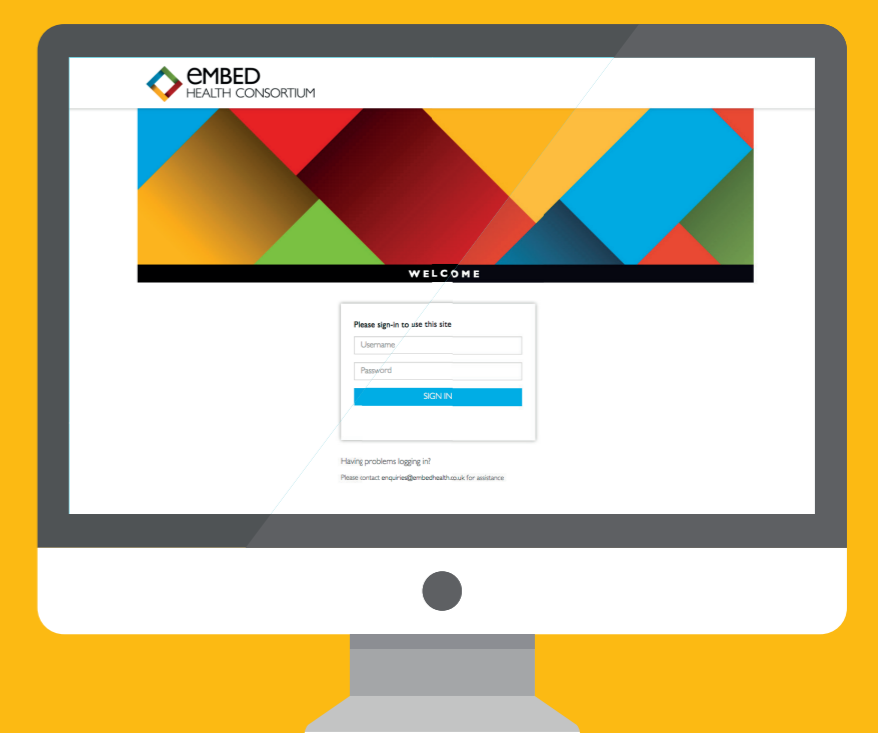 eMBED
HEALTH CONSORTIUM
WELCOME
Please sign-in to use this site
Username
Password
SIGN IN
Having problems logging in?
Please contact enquiries@embedhealth.co.uk for assistance